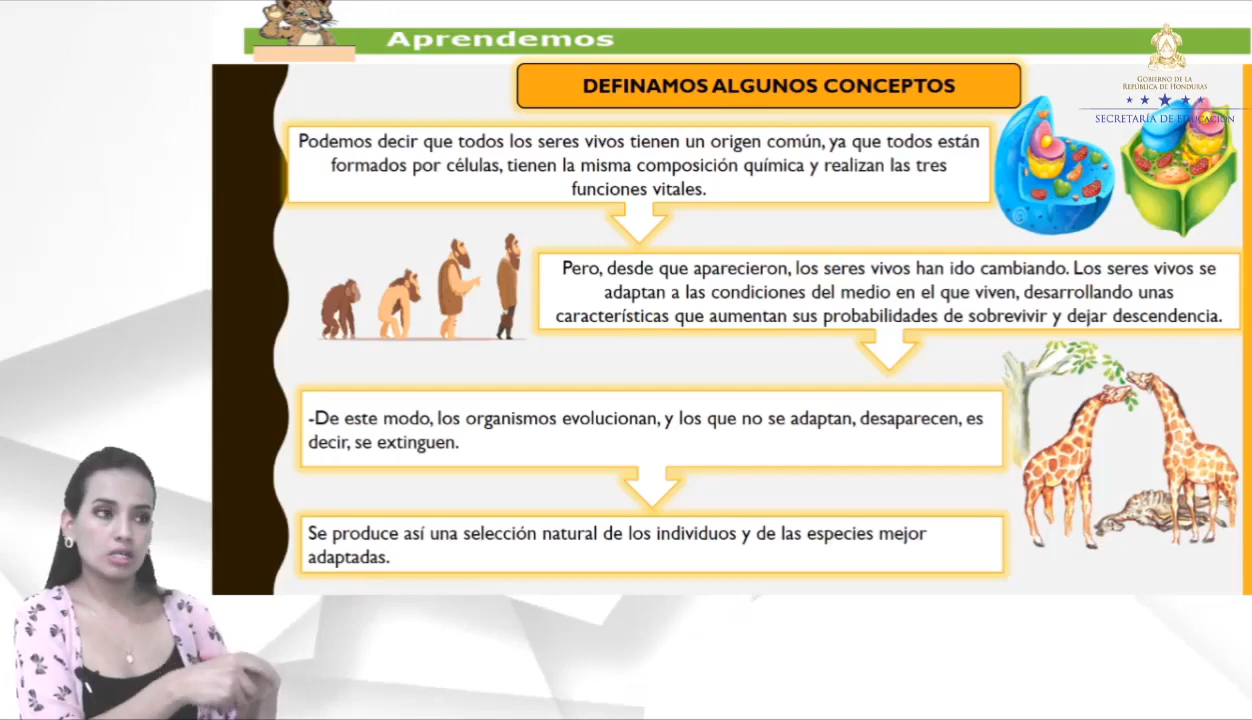 Aprendemos
GOBIERNO DE LA
REPÚBLICA DE HONDURAS
SECRETARÍA DE EDUCACIÓN
DEFINAMOS ALGUNOS CONCEPTOS
Podemos decir que todos los seres vivos tienen un origen común, ya que todos están
formados por células, tienen la misma composición química y realizan las tres
funciones vitales.
Pero, desde que aparecieron, los seres vivos han ido cambiando. Los seres vivos se
adaptan a las condiciones del medio en el que viven, desarrollando unas
características que aumentan sus probabilidades de sobrevivir y dejar descendencia.
-De este modo, los organismos evolucionan, y los que no se adaptan, desaparecen, es
decir, se extinguen.
Se produce así una selección natural de los individuos y de las especies mejor
adaptadas.